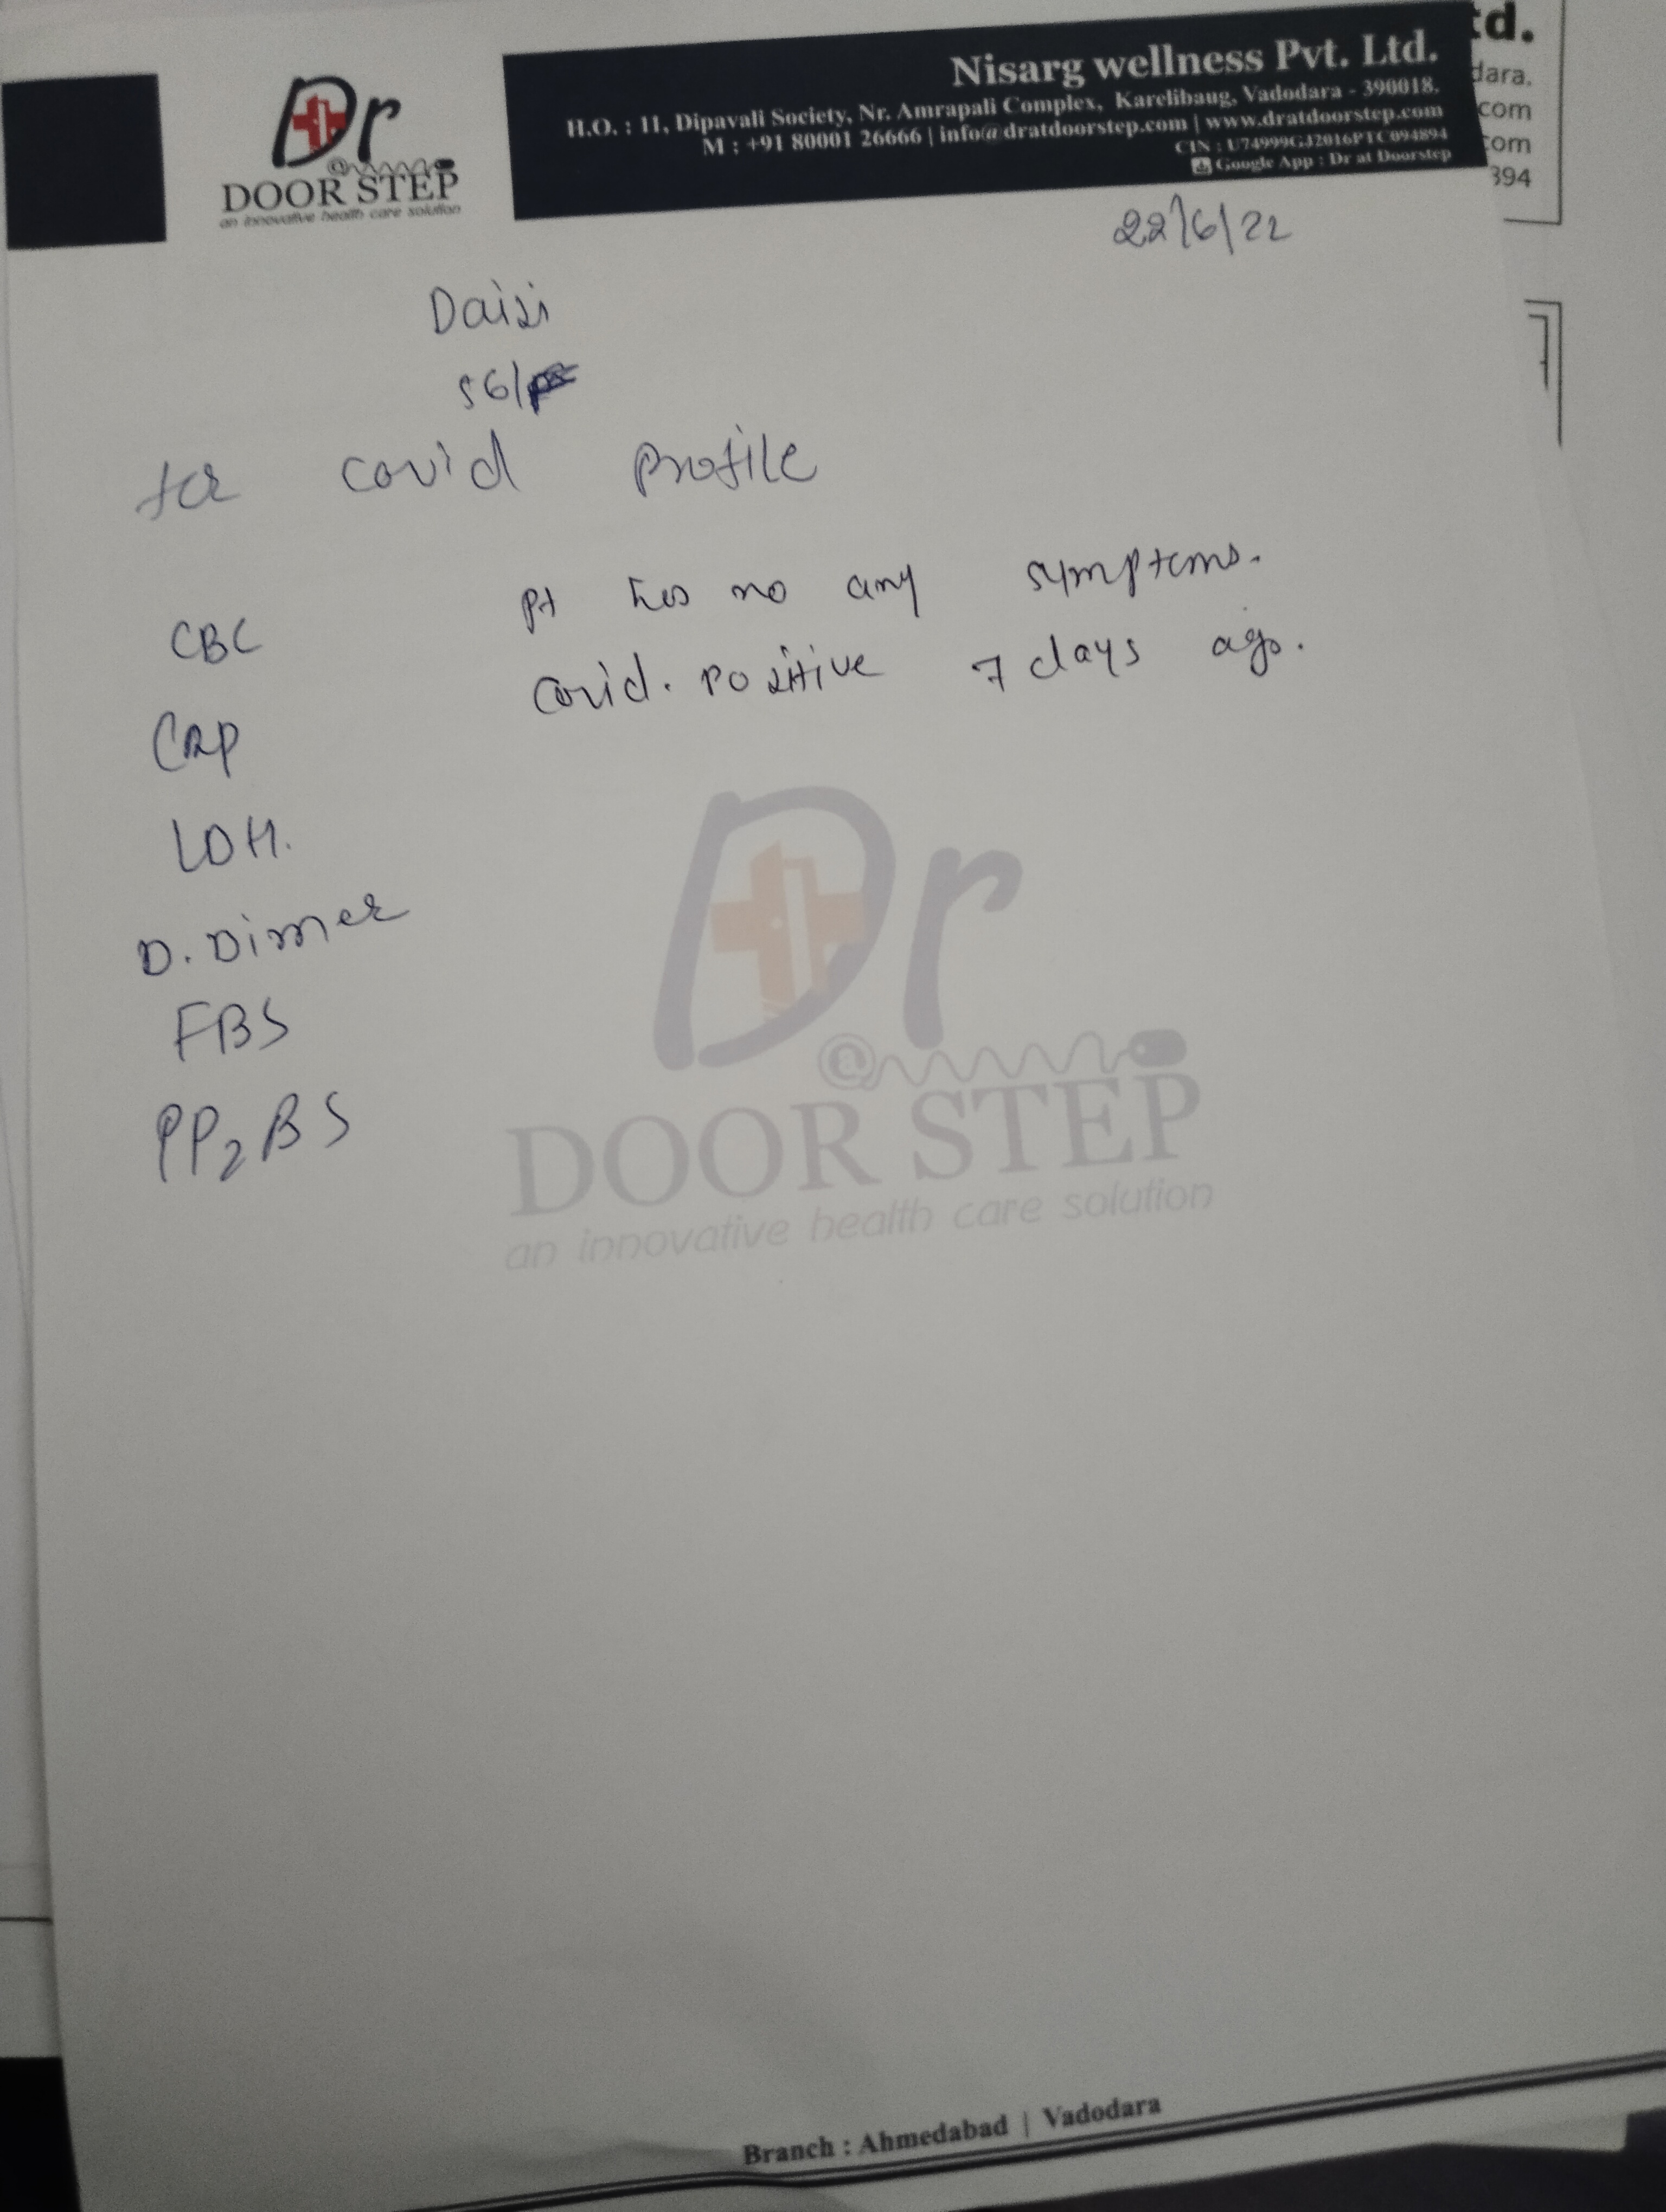 td.
dara.
com
com
394
Dr
@
DOOR STEP
an innovative health care solution
Nisarg wellness Pvt. Ltd.
H.O. : 11, Dipavali Society, Nr. Amrapali Complex, Karelibaug, Vadodara - 390018.
M : +91 80001 26666 | info@dratdoorstep.com | www.dratdoorstep.com
CIN : U74999GJ2016PTC094894
Google App : Dr at Doorstep
22/6/22
Daisi
56/
for covid profile
CBC
pt has no any symptoms.
covid. positive 7 days ago.
CRP
LDH.
D. Dimer
FBS
PP2BS
Dr
@
DOOR STEP
an innovative health care solution
Branch : Ahmedabad | Vadodara